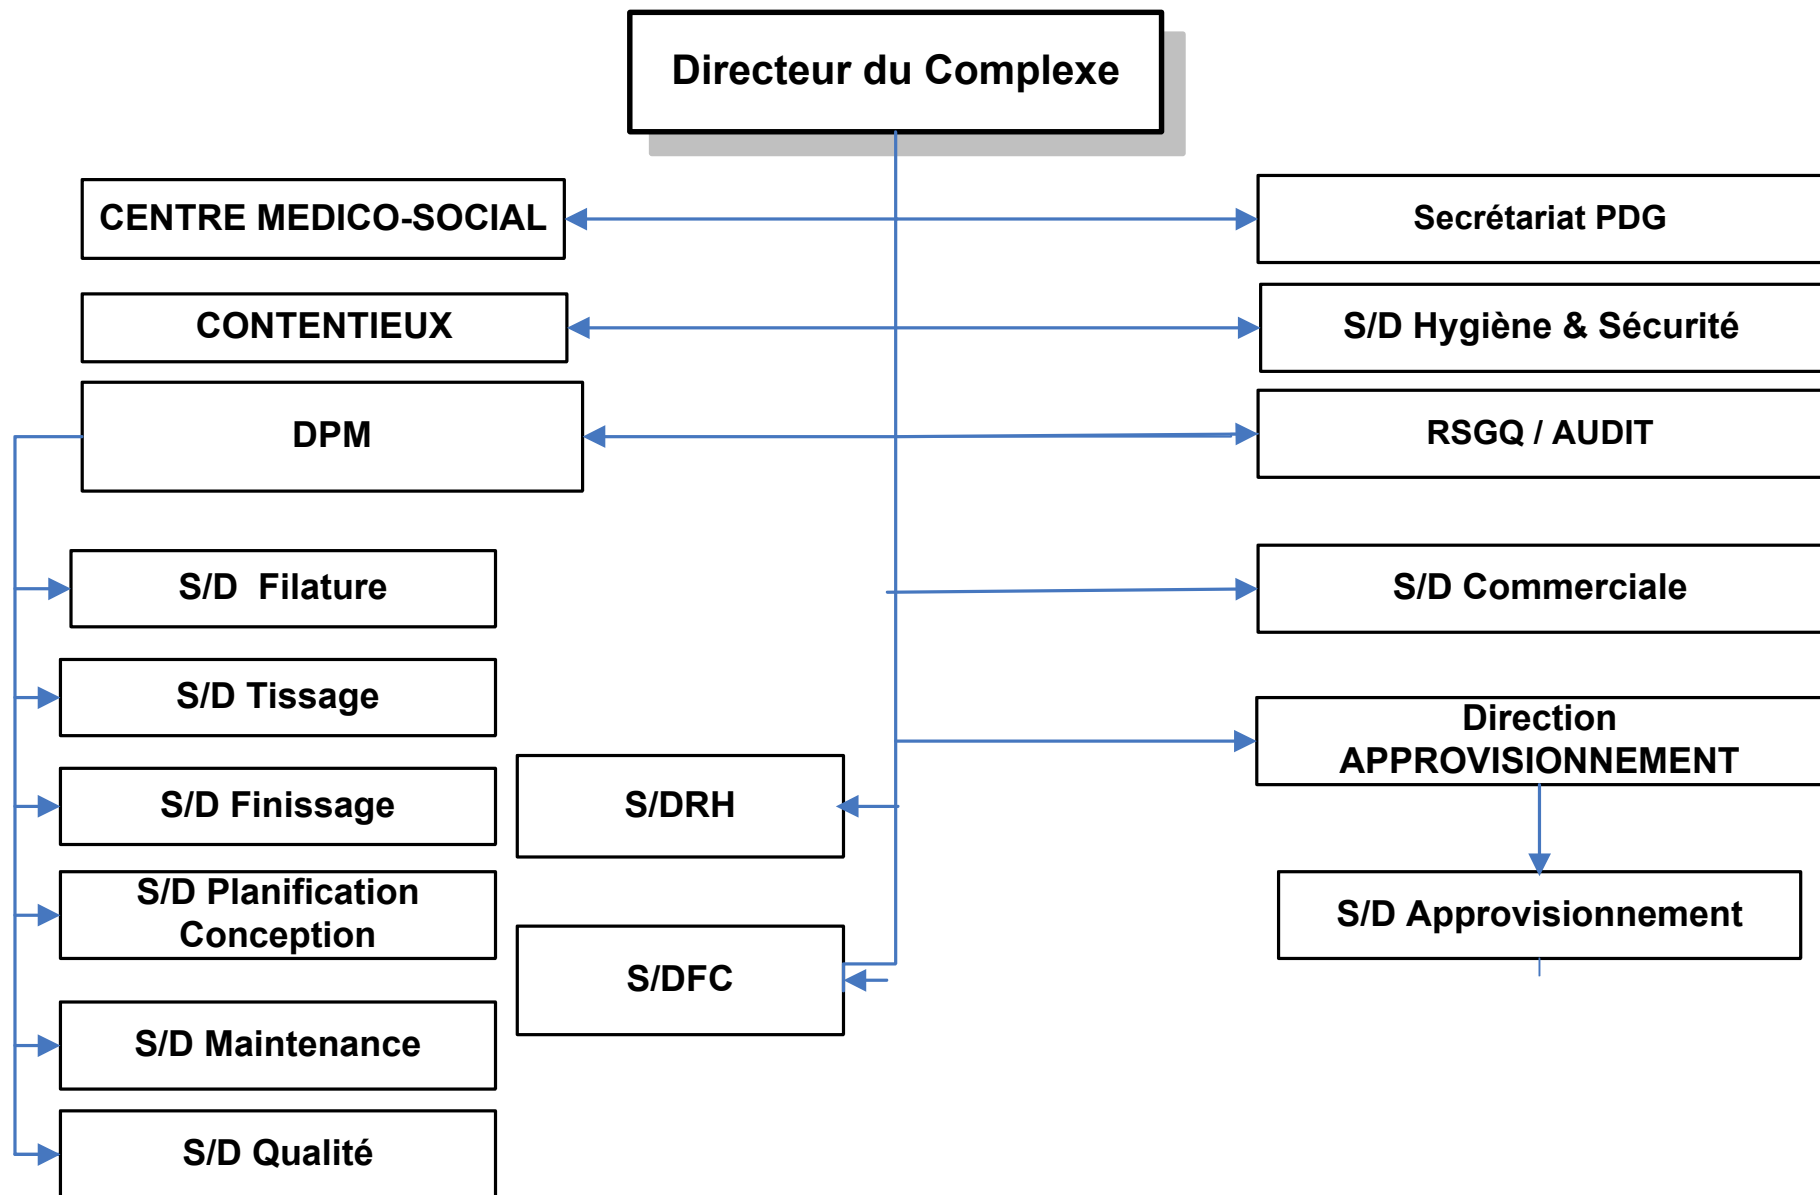 Directeur du Complexe
CENTRE MEDICO-SOCIAL
Secrétariat PDG
CONTENTIEUX
S/D Hygiène & Sécurité
DPM
RSGQ / AUDIT
S/D  Filature
S/D Commerciale
S/D Tissage
Direction
APPROVISIONNEMENT
S/D Finissage
S/DRH
S/D Planification
Conception
S/D Approvisionnement
S/DFC
S/D Maintenance
S/D Qualité